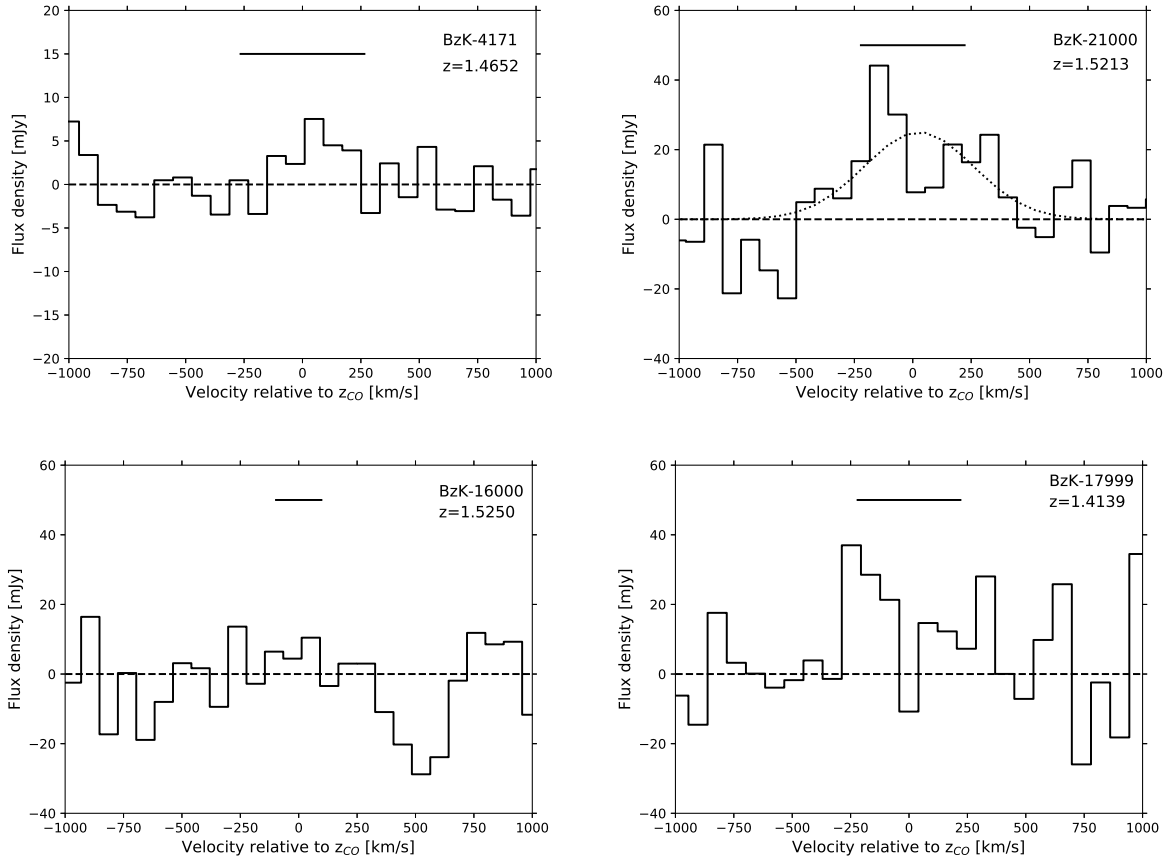 20
15
10
5
0
−5
−10
−15
−20
Flux density [mJy]
BzK-4171
z=1.4652
−1000 −750 −500 −250 0 250 500 750 1000
Velocity relative to z_CO [km/s]
60
40
20
0
−20
−40
Flux density [mJy]
BzK-21000
z=1.5213
−1000 −750 −500 −250 0 250 500 750 1000
Velocity relative to z_CO [km/s]
60
40
20
0
−20
−40
Flux density [mJy]
BzK-16000
z=1.5250
−1000 −750 −500 −250 0 250 500 750 1000
Velocity relative to z_CO [km/s]
60
40
20
0
−20
−40
Flux density [mJy]
BzK-17999
z=1.4139
−1000 −750 −500 −250 0 250 500 750 1000
Velocity relative to z_CO [km/s]